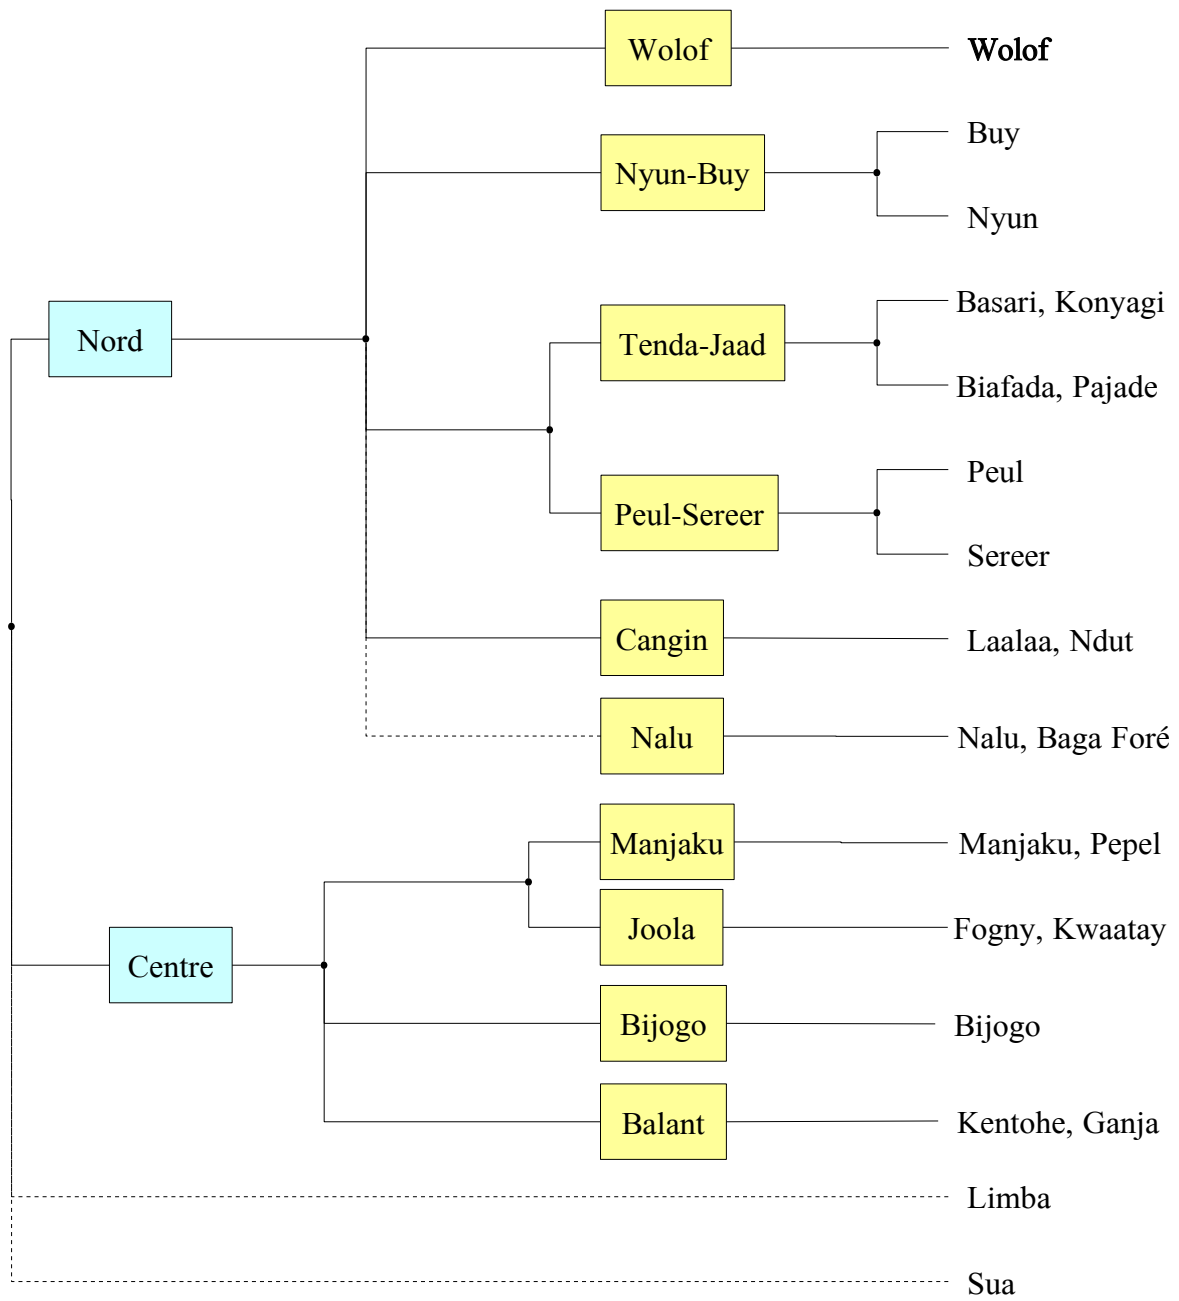 Wolof Wolof
Buy
Nyun-Buy
Nyun
Basari, Konyagi
Nord
Tenda-Jaad
Biafada, Pajade
Peul
Peul-Sereer
Sereer
Cangin Laalaa, Ndut
Nalu Nalu, Baga Foré
Manjaku Manjaku, Pepel
Joola Fogny, Kwaatay
Centre
Bijogo Bijogo
Balant Kentohe, Ganja
Limba
Sua